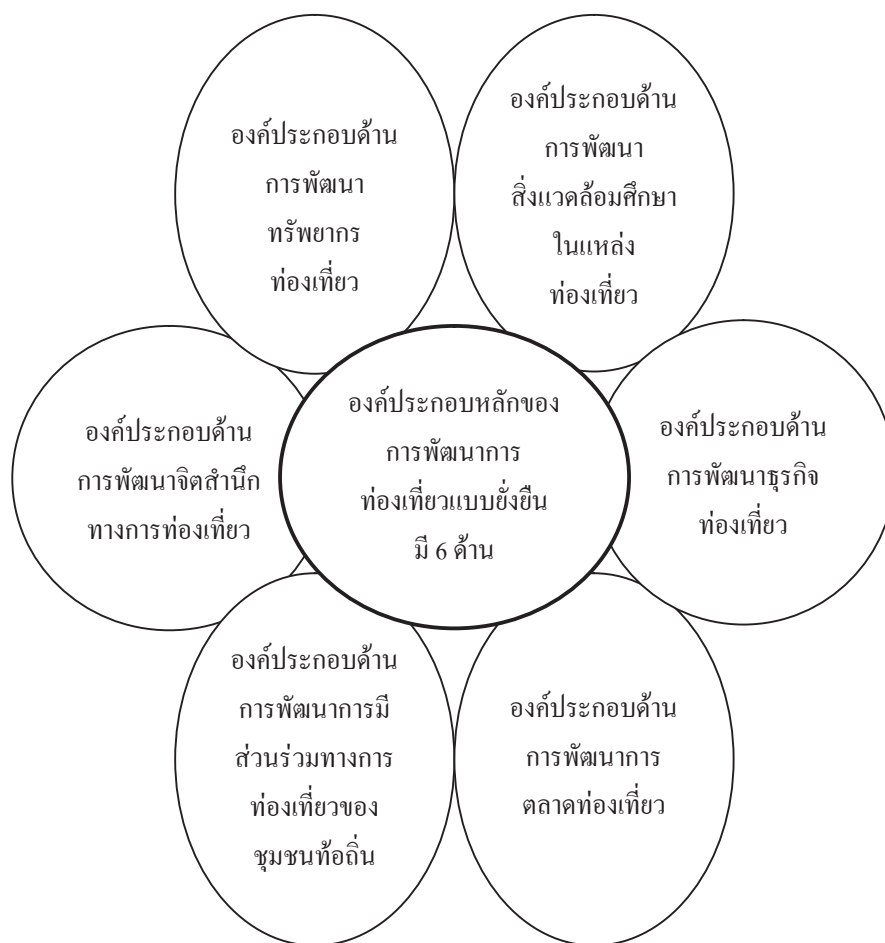 องค์ประกอบด้าน
การพัฒนา
ทรัพยากร
ท่องเที่ยว
องค์ประกอบด้าน
การพัฒนา
สิ่งแวดล้อมศึกษา
ในแหล่ง
ท่องเที่ยว
องค์ประกอบด้าน
การพัฒนาจิตสำนึก
ทางการท่องเที่ยว
องค์ประกอบหลักของ
การพัฒนาการ
ท่องเที่ยวแบบยั่งยืน
มี 6 ด้าน
องค์ประกอบด้าน
การพัฒนาธุรกิจ
ท่องเที่ยว
องค์ประกอบด้าน
การพัฒนาการมี
ส่วนร่วมทางการ
ท่องเที่ยวของ
ชุมชนท้อถิ่น
องค์ประกอบด้าน
การพัฒนาการ
ตลาดท่องเที่ยว